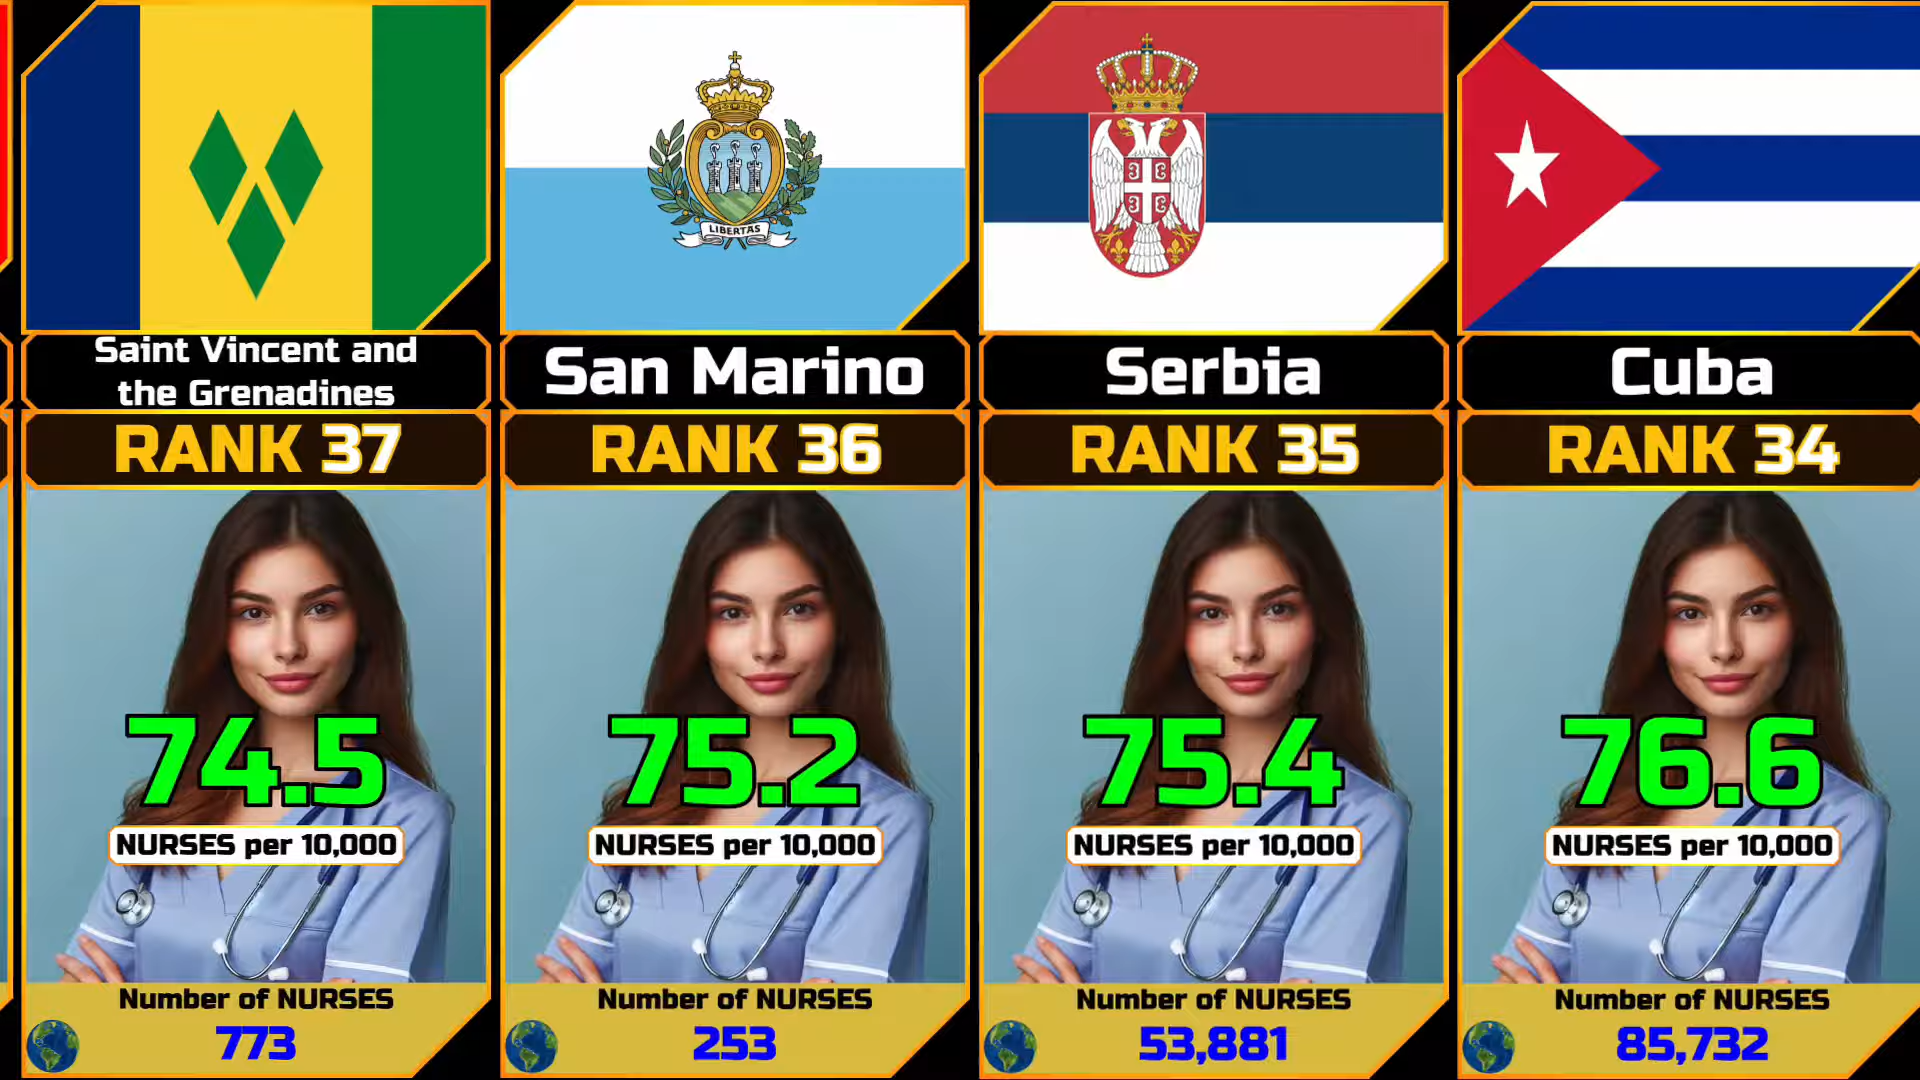 LIBERTAS
Saint Vincent and
the Grenadines
RANK 37
74.5
NURSES per 10,000
Number of NURSES
773
San Marino
RANK 36
75.2
NURSES per 10,000
Number of NURSES
253
Serbia
RANK 35
75.4
NURSES per 10,000
Number of NURSES
53,881
Cuba
RANK 34
76.6
NURSES per 10,000
Number of NURSES
85,732